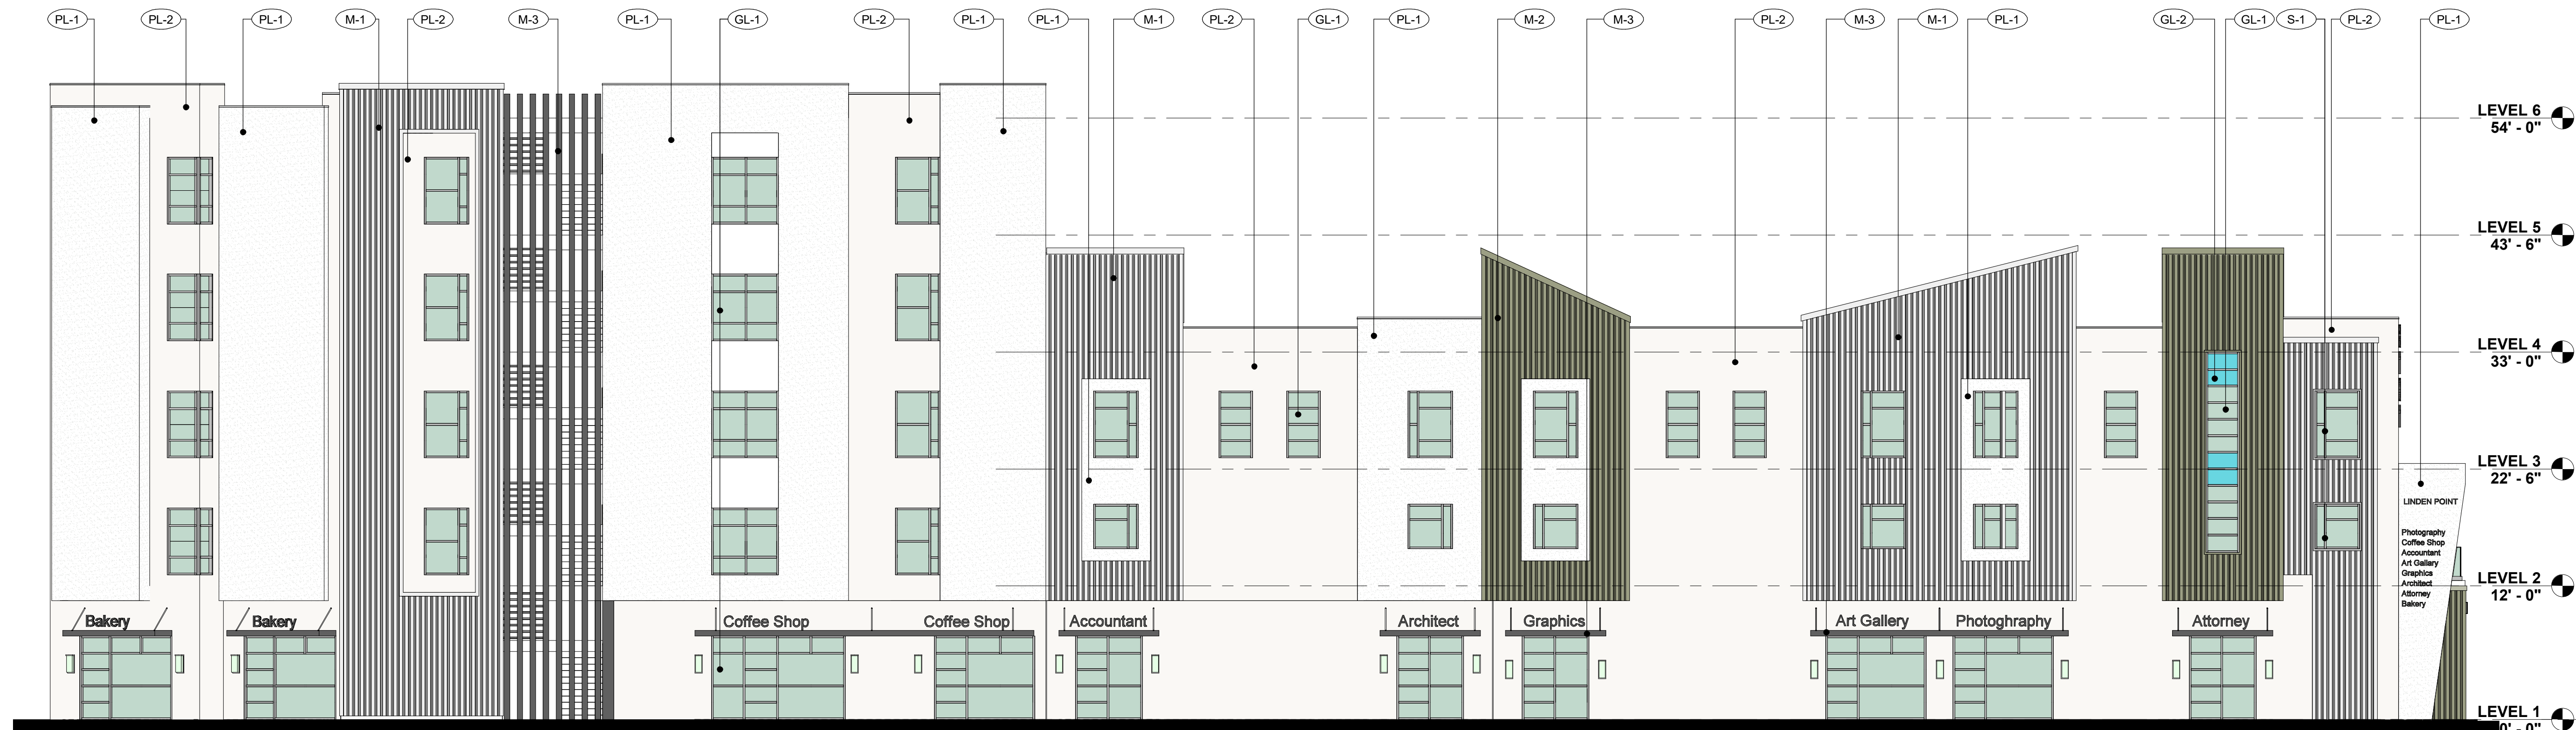 PL-1 PL-2 PL-1 M-1 PL-2 M-3 PL-1 GL-1 PL-2 PL-1 PL-1 M-1 PL-2 GL-1 PL-1 M-2 M-3 PL-2 M-3 M-1 PL-1 GL-2 GL-1 S-1 PL-2 PL-1
LEVEL 6
54' - 0"
LEVEL 5
43' - 6"
LEVEL 4
33' - 0"
LEVEL 3
22' - 6"
LINDEN POINT
Photography
Coffee Shop
Accountant
Art Gallary
Graphics
Architect
Attorney
Bakery
LEVEL 2
12' - 0"
Bakery Bakery Coffee Shop Coffee Shop Accountant Architect Graphics Art Gallery Photoghraphy Attorney
LEVEL 1
0' - 0"